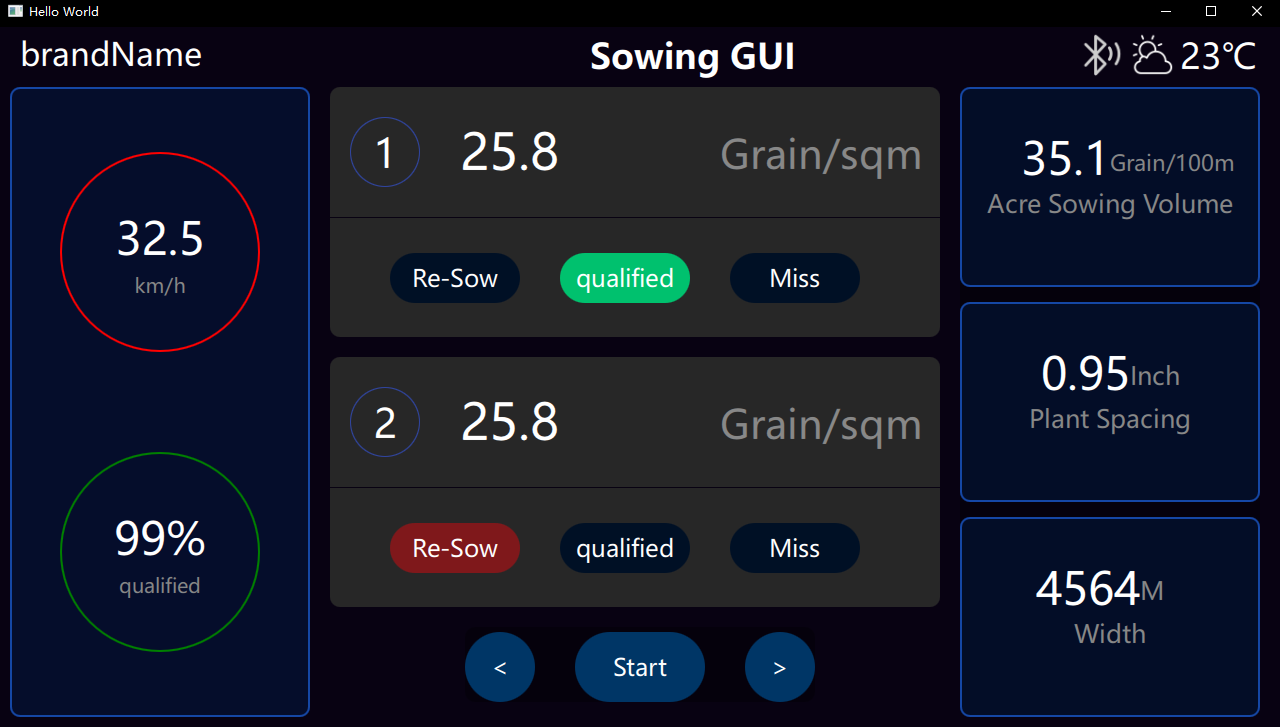 Hello World
brandName
Sowing GUI
23℃
32.5
km/h
99%
qualified
1
25.8
Grain/sqm
Re-Sow
qualified
Miss
2
25.8
Grain/sqm
Re-Sow
qualified
Miss
<
Start
>
35.1Grain/100m
Acre Sowing Volume
0.95Inch
Plant Spacing
4564M
Width